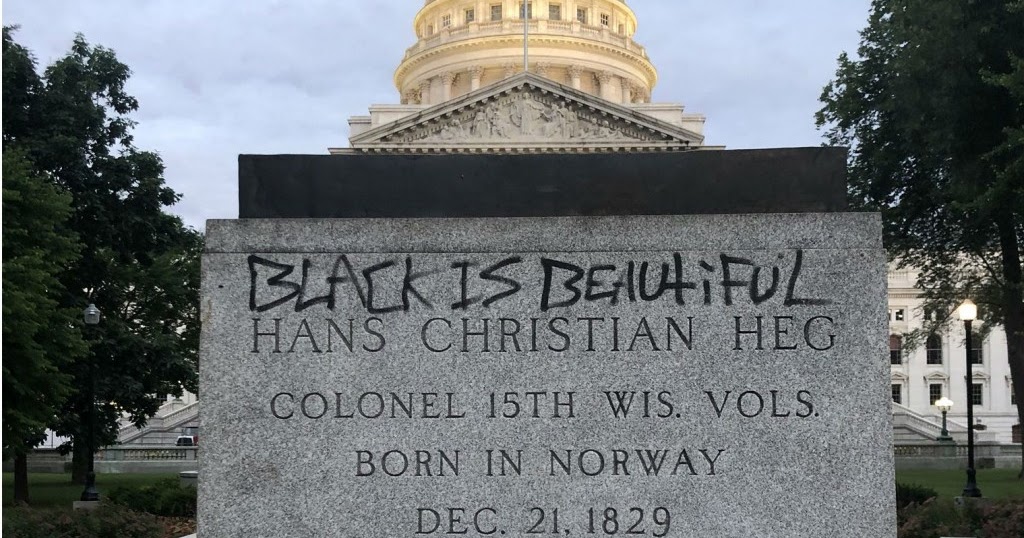 BLACK IS BEAUtiFUL
HANS CHRISTIAN HEG
COLONEL 15TH WIS. VOLS.
BORN IN NORWAY
DEC. 21, 1829